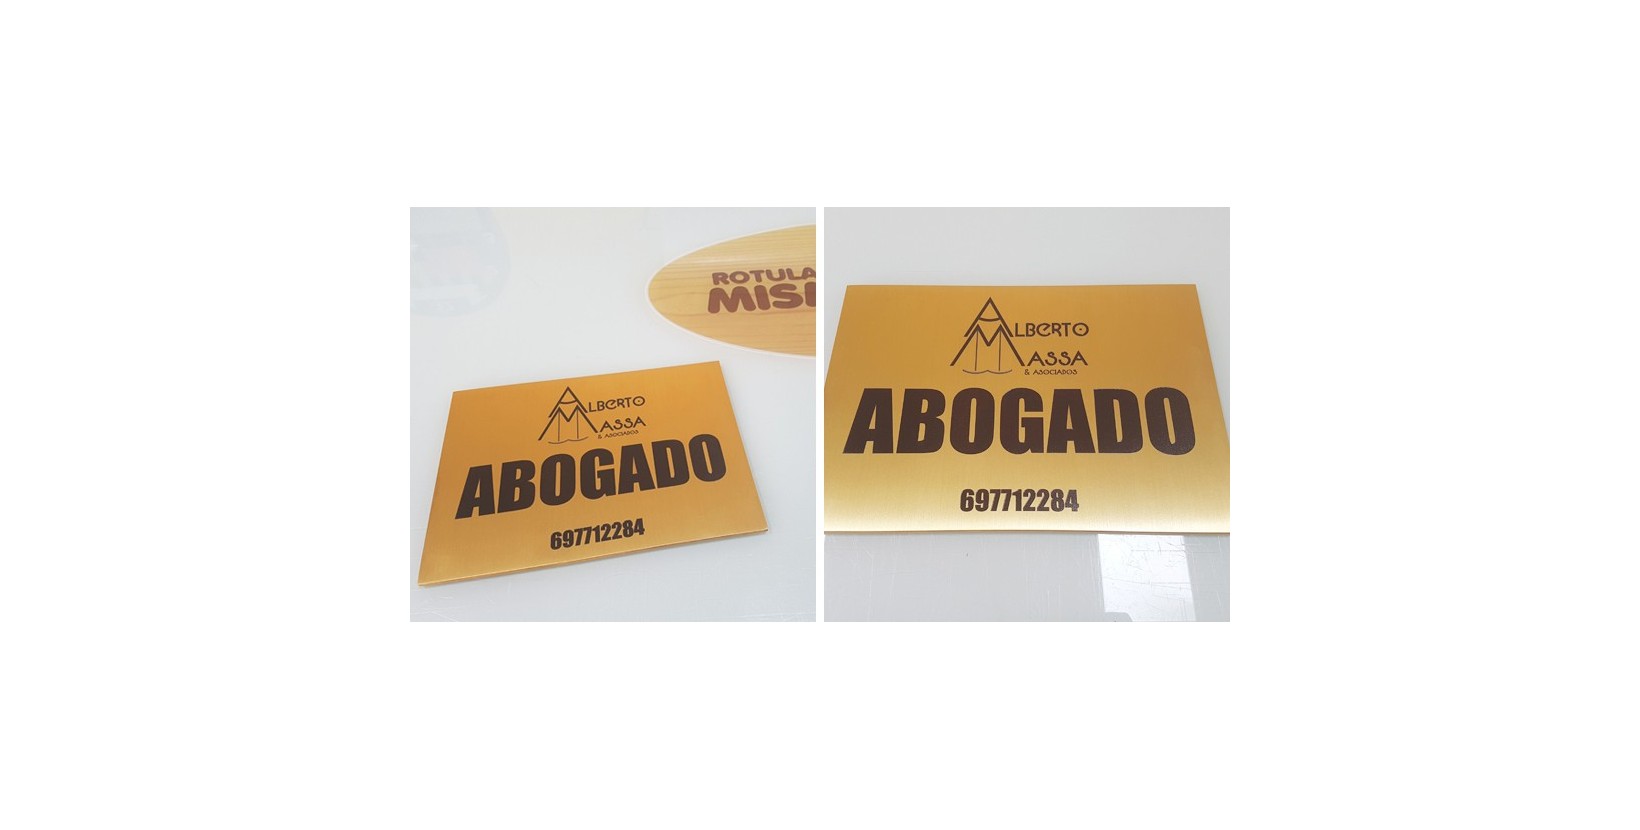 ROTULA
MISI
ALBERTO
MASSA
& ASOCIADOS
ABOGADO
697712284
ALBERTO
MASSA
& ASOCIADOS
ABOGADO
697712284